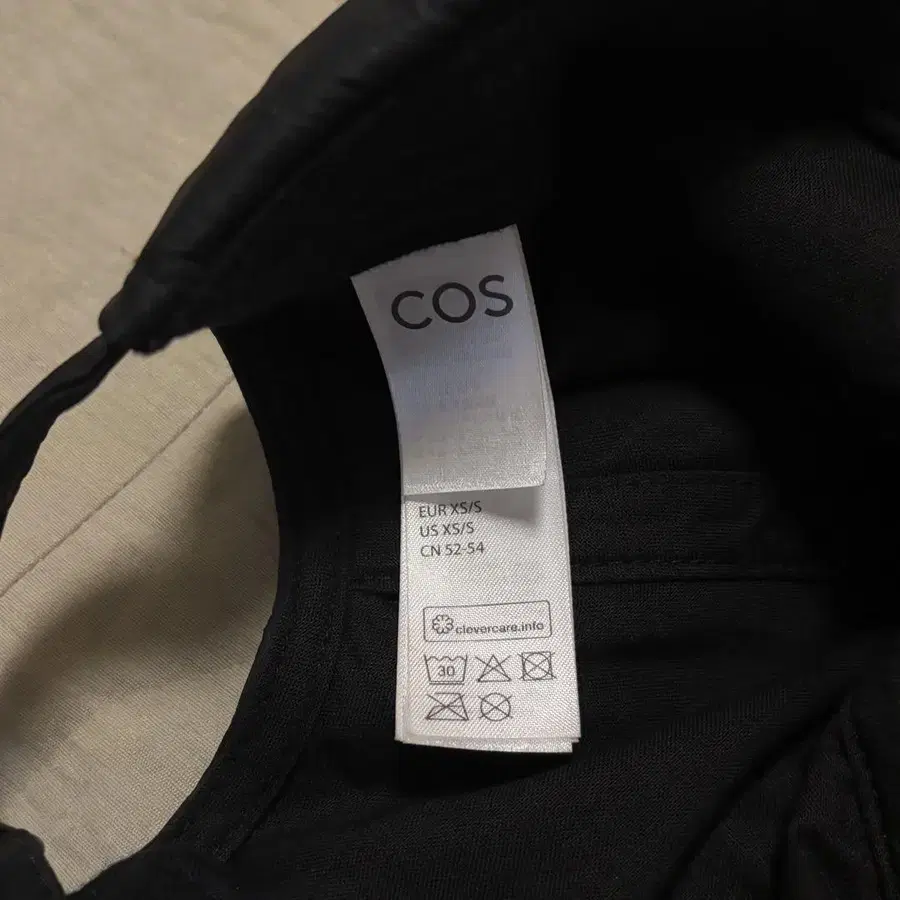 COS
EUR XS/S
US XS/S
CN 52-54
clevercare.info
30